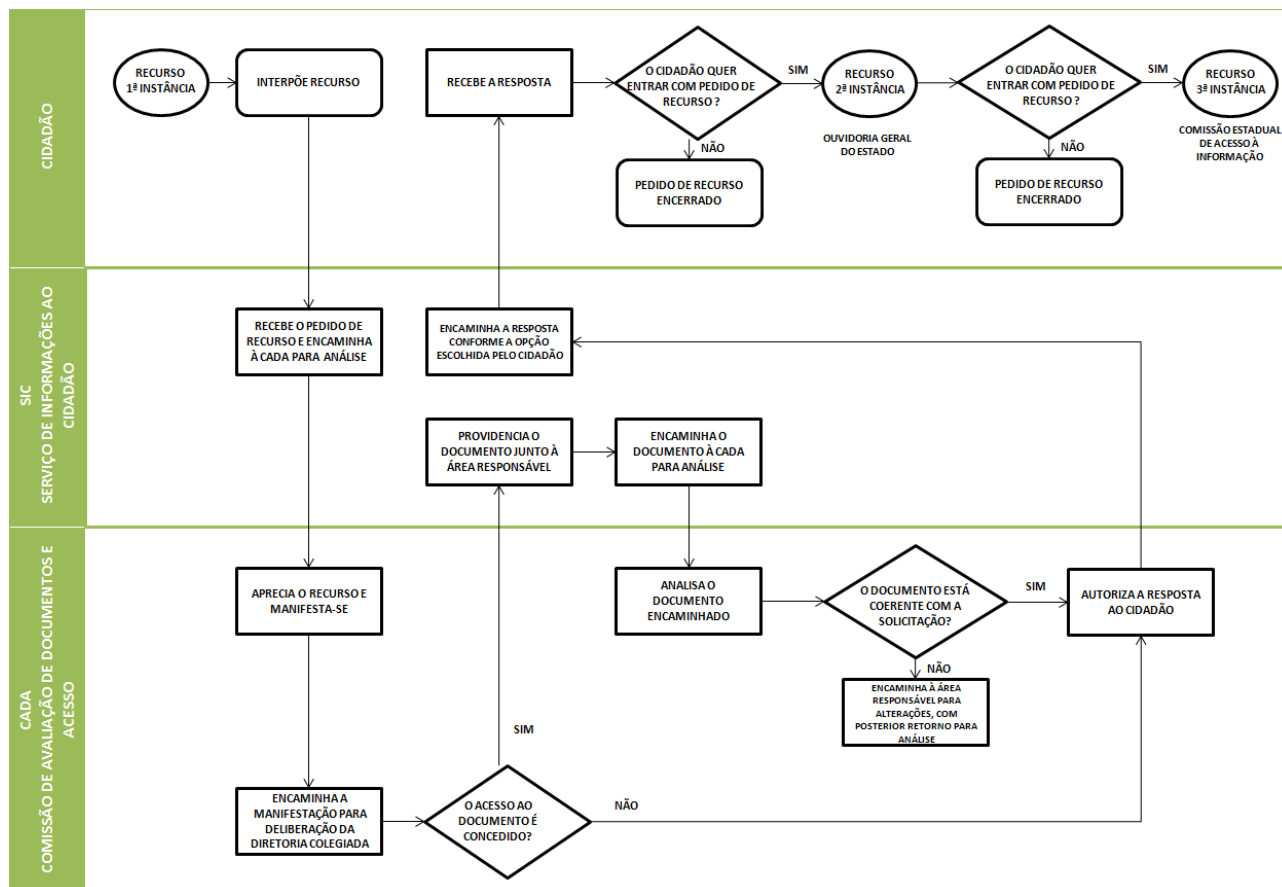 CIDADÃO
RECURSO
1ª INSTÂNCIA
INTERPÕE RECURSO
RECEBE A RESPOSTA
O CIDADÃO QUER
ENTRAR COM PEDIDO DE
RECURSO ?
SIM
NÃO
PEDIDO DE RECURSO
ENCERRADO
RECURSO
2ª INSTÂNCIA
OUVIDORIA GERAL
DO ESTADO
O CIDADÃO QUER
ENTRAR COM PEDIDO DE
RECURSO ?
SIM
NÃO
PEDIDO DE RECURSO
ENCERRADO
RECURSO
3ª INSTÂNCIA
COMISSÃO ESTADUAL
DE ACESSO À
INFORMAÇÃO
SIC
SERVIÇO DE INFORMAÇÕES AO
CIDADÃO
RECEBE O PEDIDO DE
RECURSO E ENCAMINHA
À CADA PARA ANÁLISE
ENCAMINHA A RESPOSTA
CONFORME A OPÇÃO
ESCOLHIDA PELO CIDADÃO
PROVIDENCIA O
DOCUMENTO JUNTO À
ÁREA RESPONSÁVEL
ENCAMINHA O
DOCUMENTO À CADA
PARA ANÁLISE
CADA
COMISSÃO DE AVALIAÇÃO DE DOCUMENTOS E
ACESSO
APRECIA O RECURSO E
MANIFESTA-SE
ANALISA O
DOCUMENTO
ENCAMINHADO
O DOCUMENTO ESTÁ
COERENTE COM A
SOLICITAÇÃO?
SIM
NÃO
AUTORIZA A RESPOSTA
AO CIDADÃO
ENCAMINHA À ÁREA
RESPONSÁVEL PARA
ALTERAÇÕES, COM
POSTERIOR RETORNO PARA
ANÁLISE
SIM
ENCAMINHA A
MANIFESTAÇÃO PARA
DELIBERAÇÃO DA
DIRETORIA COLEGIADA
O ACESSO AO
DOCUMENTO É
CONCEDIDO?
NÃO